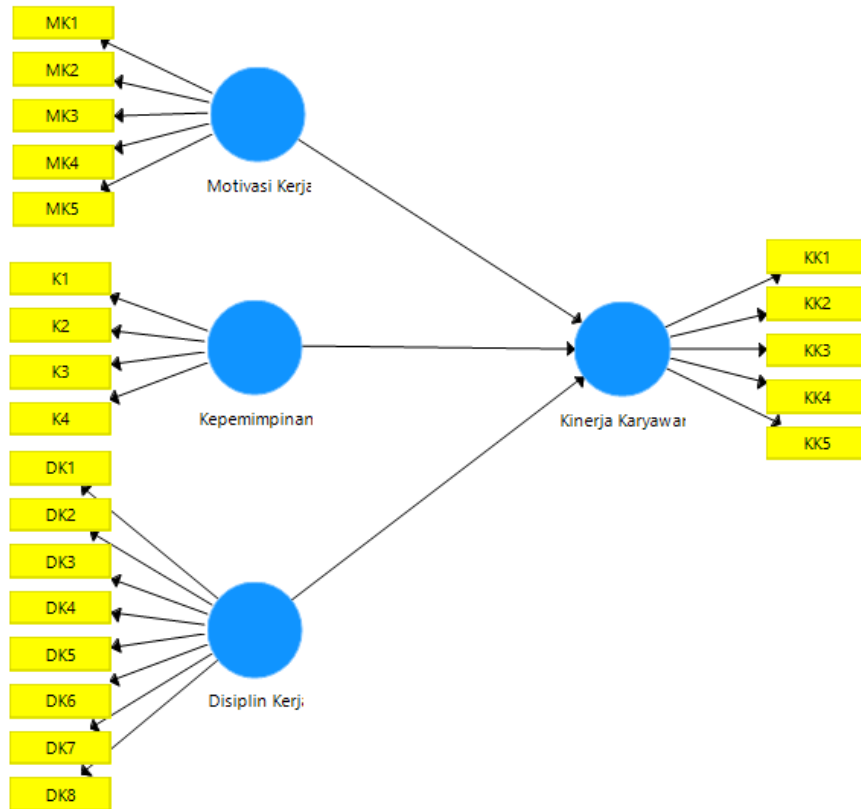 MK1
MK2
MK3
MK4
MK5
Motivasi Kerja
K1
K2
K3
K4
Kepemimpinan
DK1
DK2
DK3
DK4
DK5
DK6
DK7
DK8
Disiplin Kerja
KK1
KK2
KK3
KK4
KK5
Kinerja Karyawan